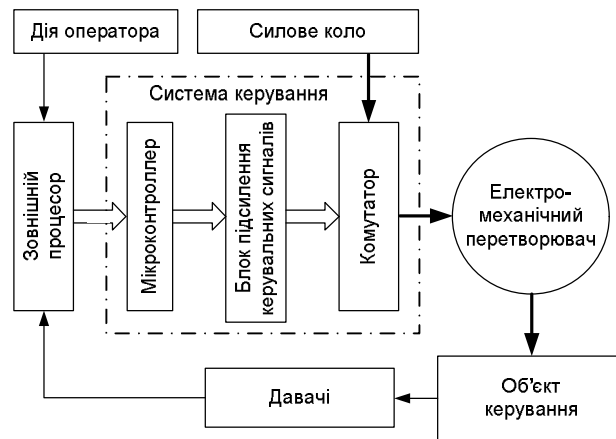 Дія оператора
Силове коло
Система керування
Зовнішній
процесор
Мікроконтроллер
Блок підсилення
керувальних сигналів
Комутатор
Електро-
механічний
перетворювач
Давачі
Об'єкт
керування